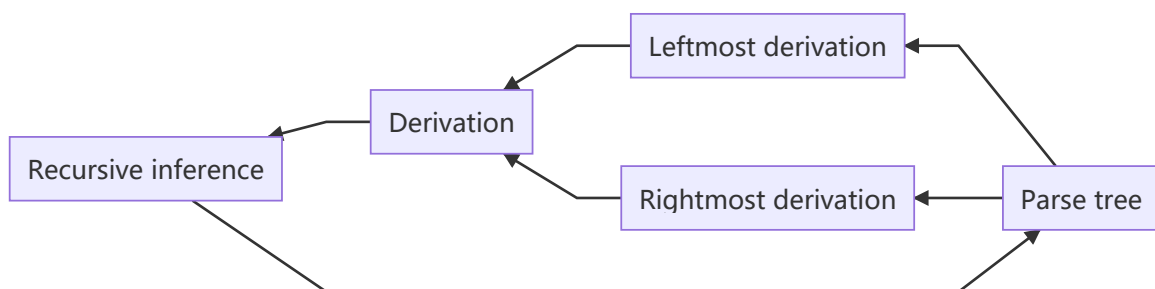 Leftmost derivation
Derivation
Recursive inference
Rightmost derivation
Parse tree